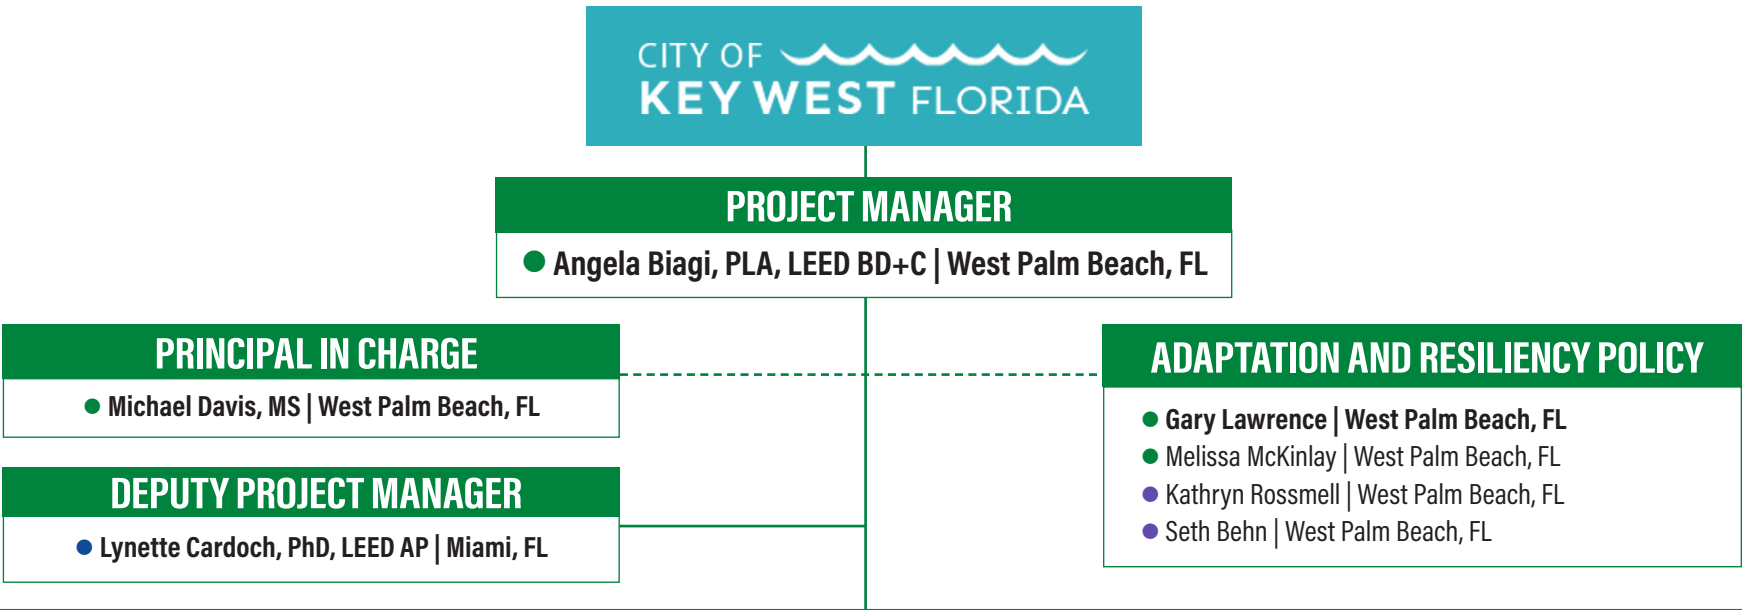 CITY OF
KEY WEST FLORIDA
PROJECT MANAGER
Angela Biagi, PLA, LEED BD+C | West Palm Beach, FL
PRINCIPAL IN CHARGE
Michael Davis, MS | West Palm Beach, FL
ADAPTATION AND RESILIENCY POLICY
Gary Lawrence | West Palm Beach, FL
Melissa McKinlay | West Palm Beach, FL
Kathryn Rossmell | West Palm Beach, FL
Seth Behn | West Palm Beach, FL
DEPUTY PROJECT MANAGER
Lynette Cardoch, PhD, LEED AP | Miami, FL